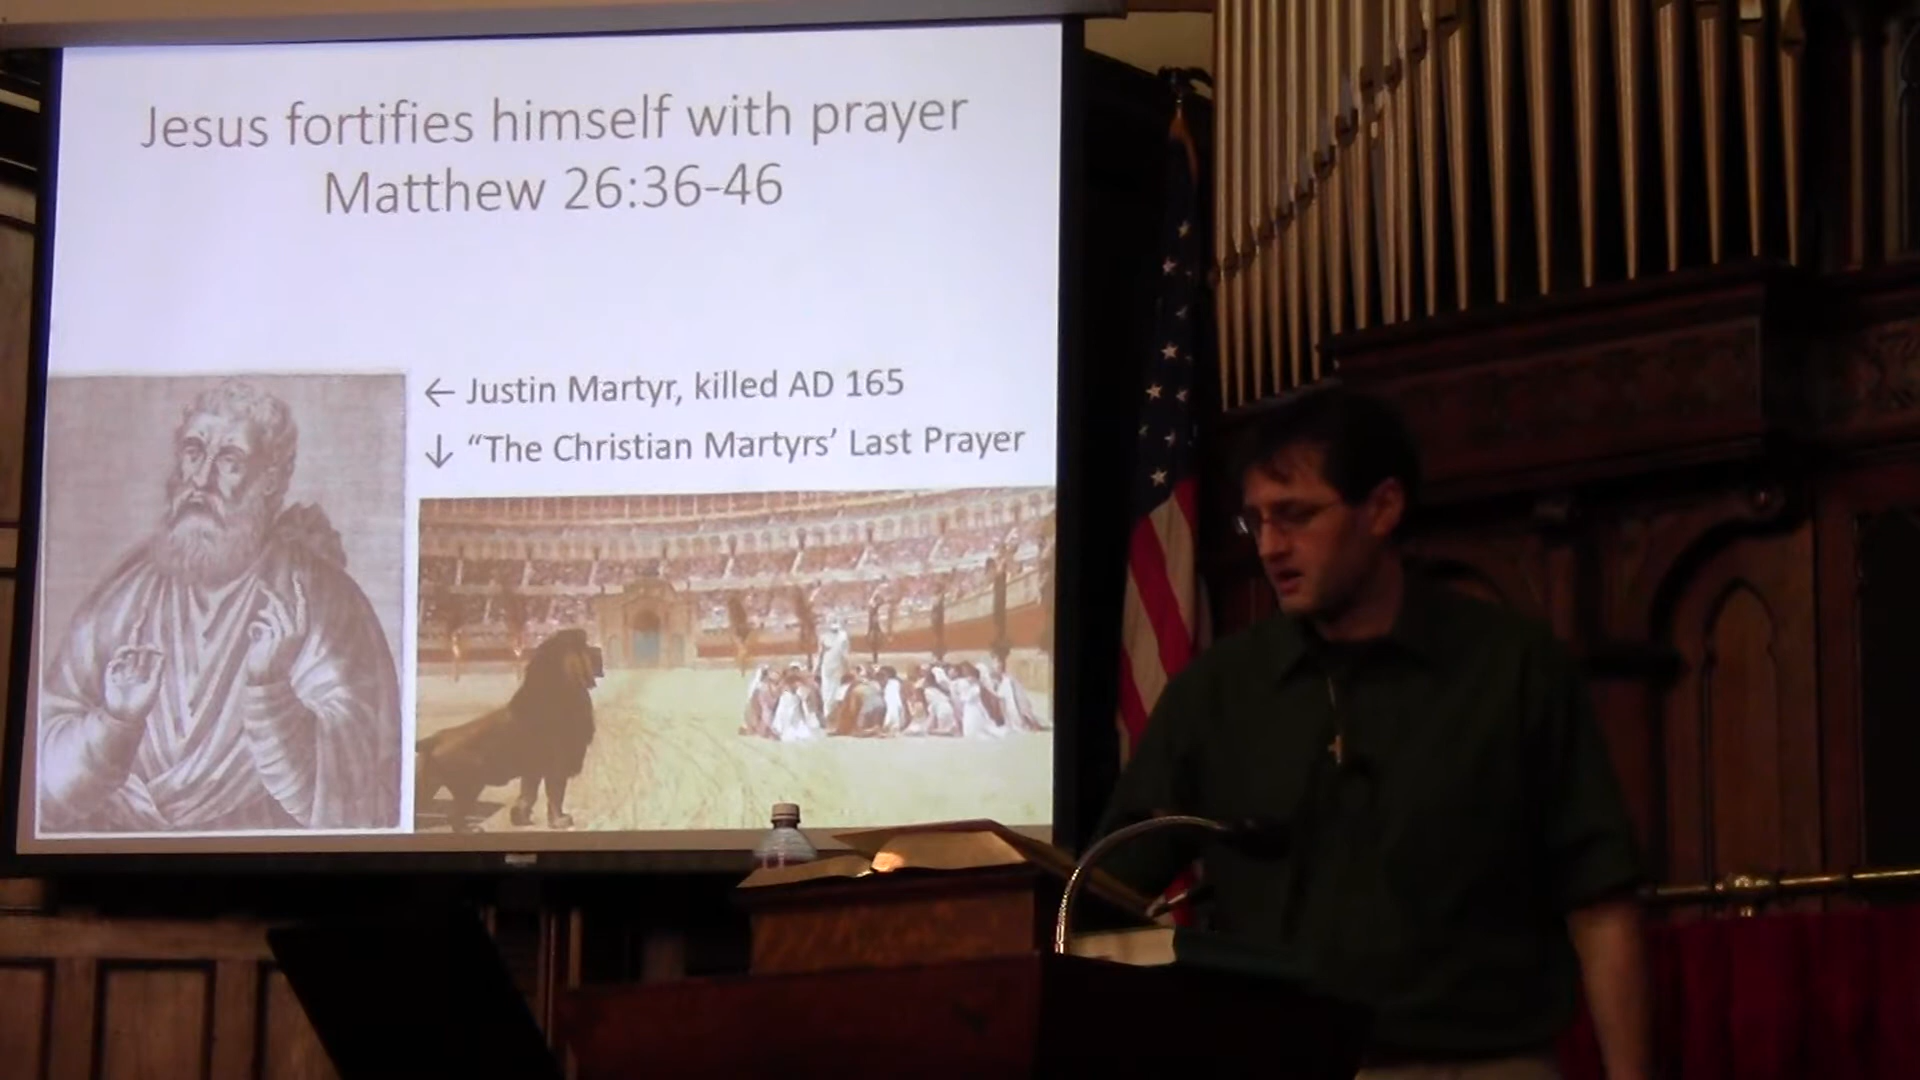 Jesus fortifies himself with prayer
Matthew 26:36-46
← Justin Martyr, killed AD 165
↓ “The Christian Martyrs’ Last Prayer